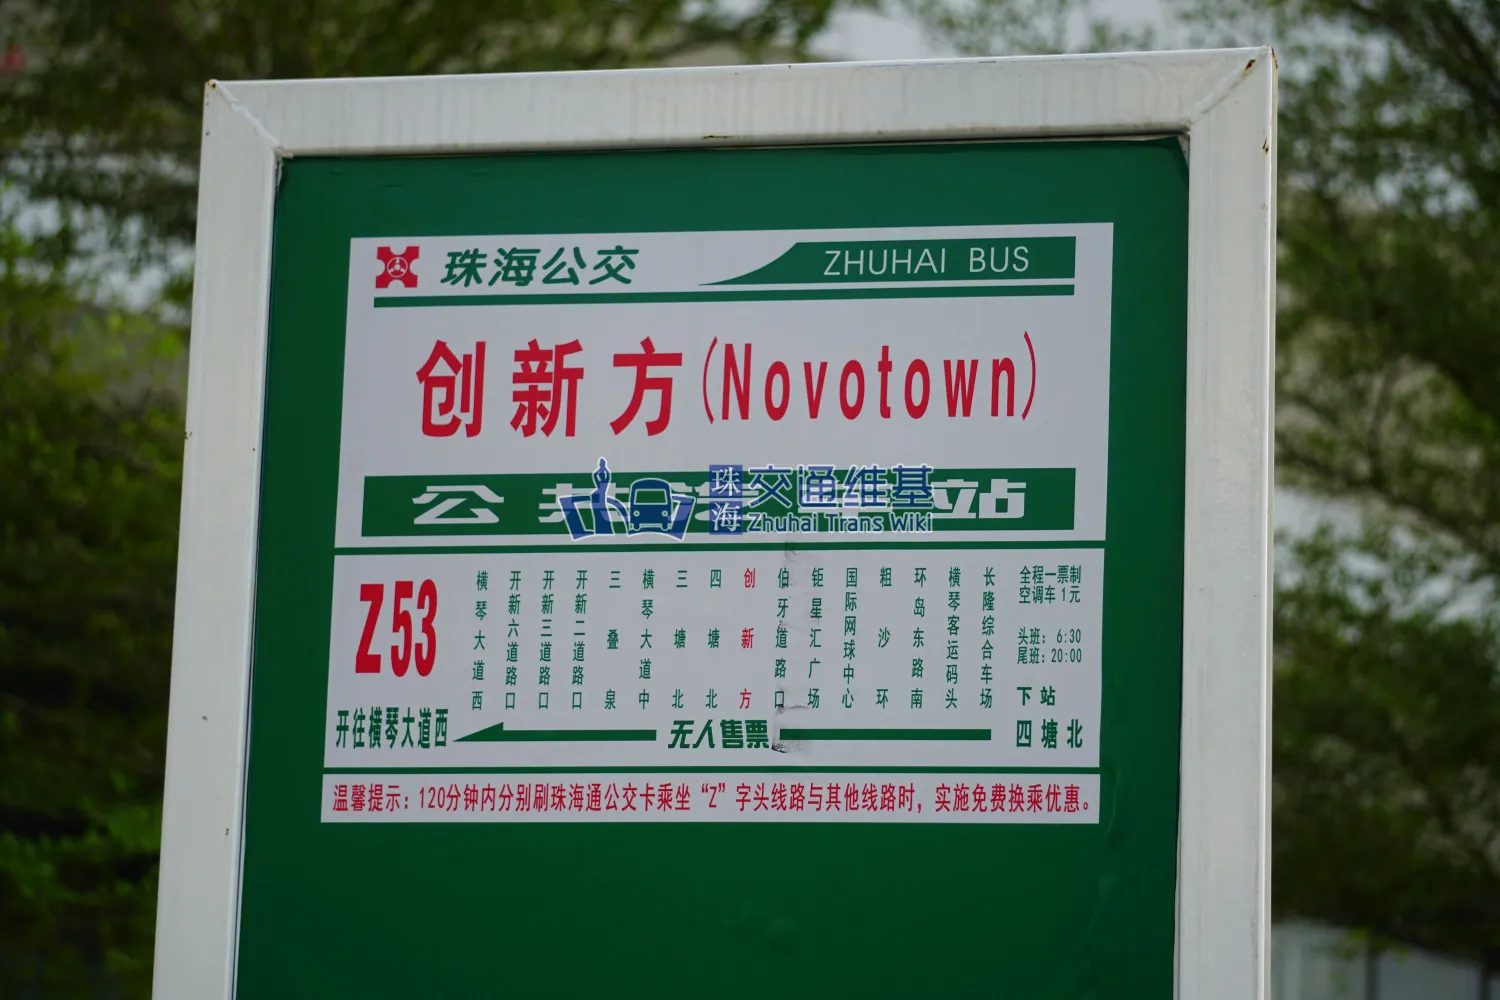 珠海公交
ZHUHAI BUS
创新方(Novotown)
公共汽车站
珠海交通维基
Zhuhai Trans Wiki
Z53
横琴大道西
开新六道路口
开新三道路口
开新二道路口
三叠泉
横琴大道中
三塘北
四塘北
创新方
伯牙道路口
钜星汇广场
国际网球中心
粗沙环
环岛东路南
横琴客运码头
长隆综合车场
全程一票制
空调车1元
头班：6:30
尾班：20:00
下站
四塘北
开往横琴大道西
无人售票
温馨提示：120分钟内分别刷珠海通公交卡乘坐“Z”字头线路与其他线路时，实施免费换乘优惠。